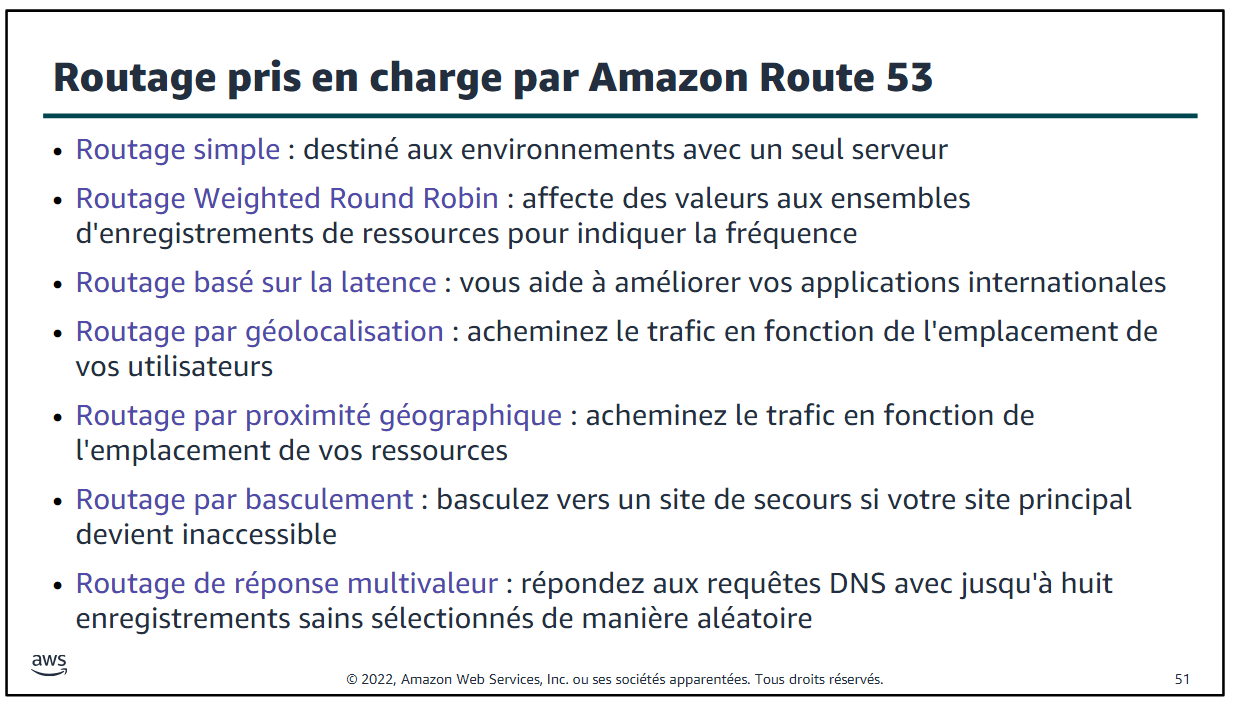 Routage pris en charge par Amazon Route 53
• Routage simple : destiné aux environnements avec un seul serveur
• Routage Weighted Round Robin : affecte des valeurs aux ensembles
d'enregistrements de ressources pour indiquer la fréquence
• Routage basé sur la latence : vous aide à améliorer vos applications internationales
• Routage par géolocalisation : acheminez le trafic en fonction de l'emplacement de
vos utilisateurs
• Routage par proximité géographique : acheminez le trafic en fonction de
l'emplacement de vos ressources
• Routage par basculement : basculez vers un site de secours si votre site principal
devient inaccessible
• Routage de réponse multivaleur : répondez aux requêtes DNS avec jusqu'à huit
enregistrements sains sélectionnés de manière aléatoire
aws
© 2022, Amazon Web Services, Inc. ou ses sociétés apparentées. Tous droits réservés.
51